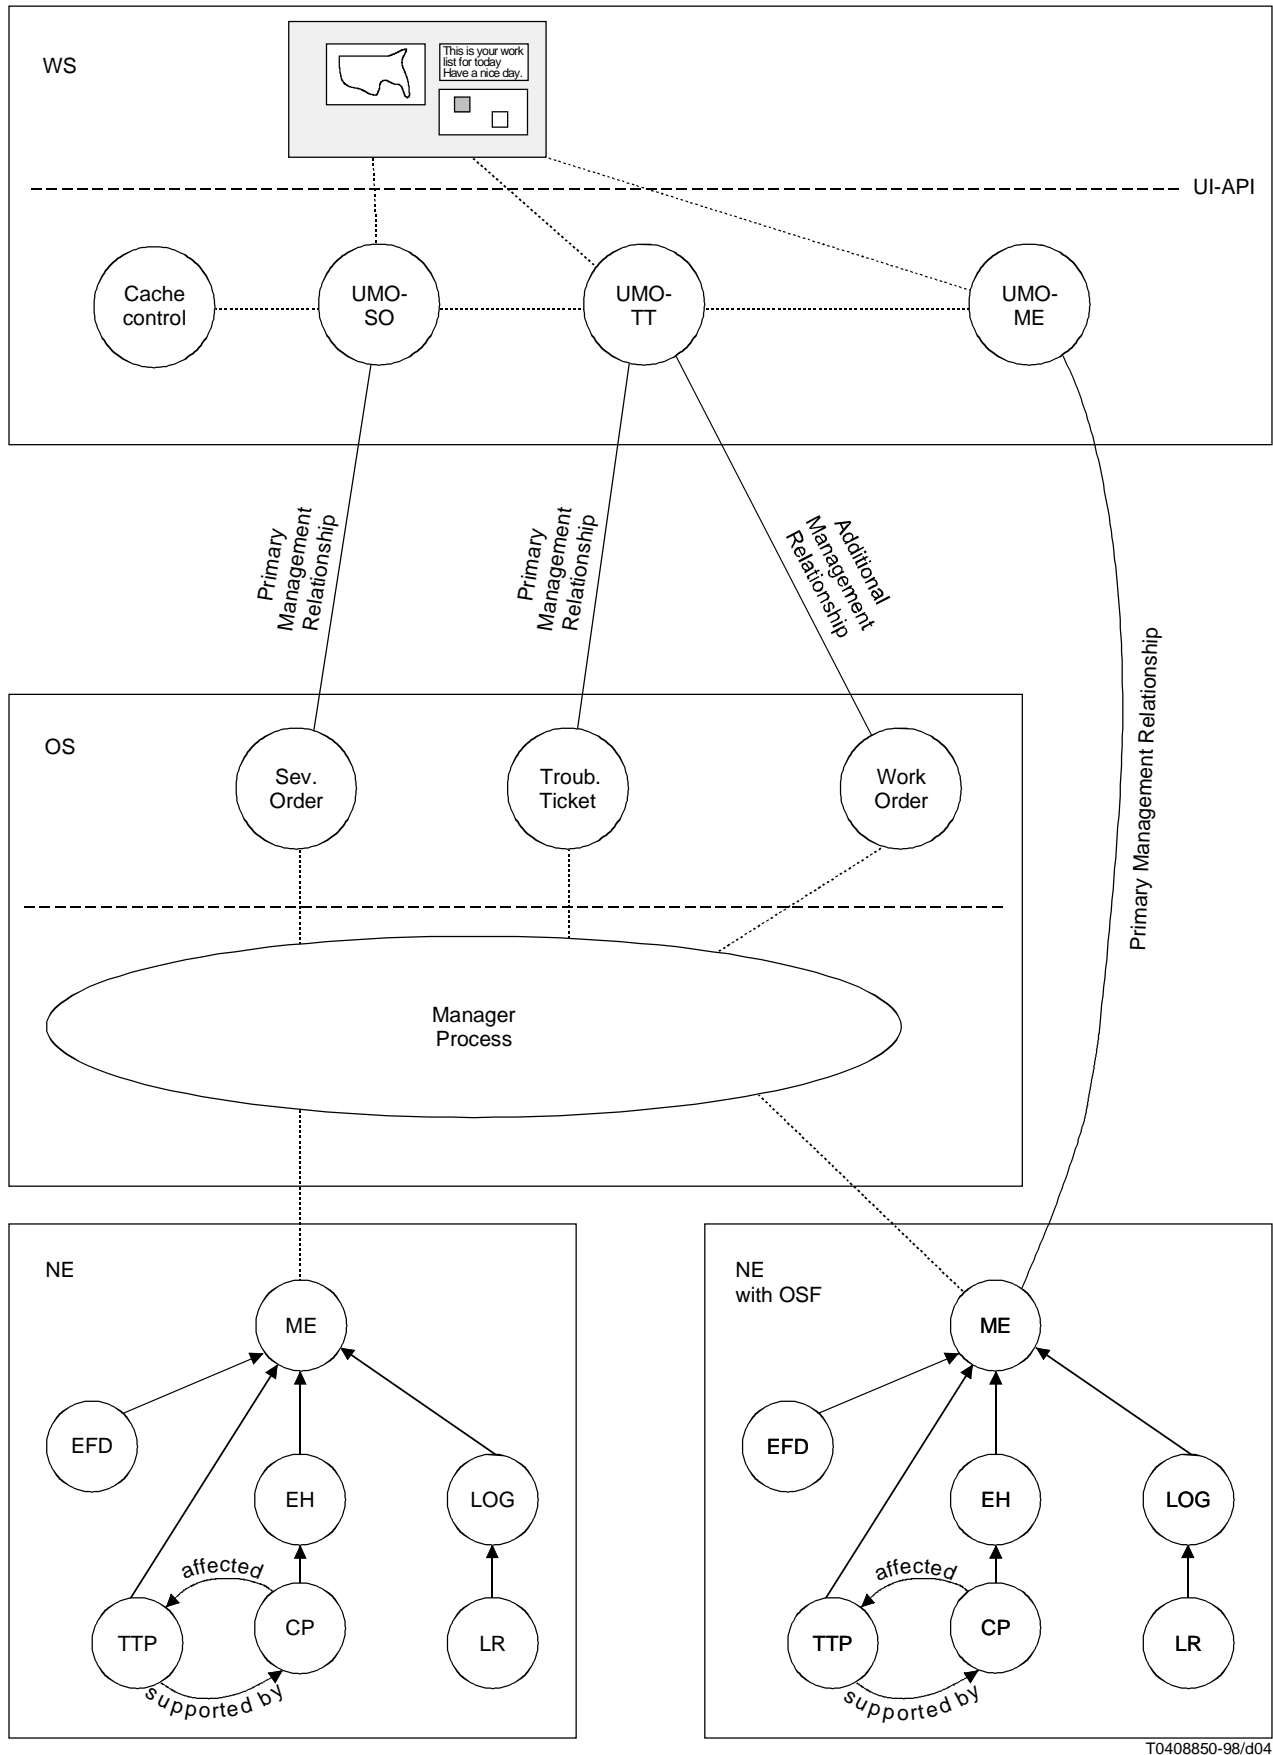 WS
This is your work
list for today
Have a nice day.
UI-API
Cache
control
UMO-
SO
UMO-
TT
UMO-
ME
Primary
Management
Relationship
Primary
Management
Relationship
Additional
Management
Relationship
Primary Management Relationship
OS
Sev.
Order
Troub.
Ticket
Work
Order
Manager
Process
NE
ME
EFD
EH
LOG
affected
TTP
CP
LR
supported by
NE
with OSF
ME
EFD
EH
LOG
affected
TTP
CP
LR
supported by
T0408850-98/d04